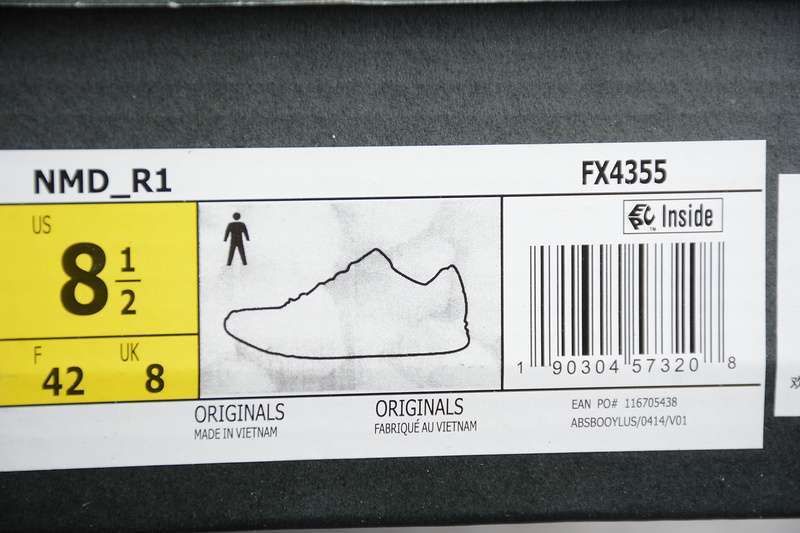 NMD_R1
FX4355
US
8 1/2
F
42
UK
8
EPC™ Inside
1 90304 57320 8
ORIGINALS
MADE IN VIETNAM
ORIGINALS
FABRIQUÉ AU VIETNAM
EAN PO# 116705438
ABSBOOYLUS/0414/V01